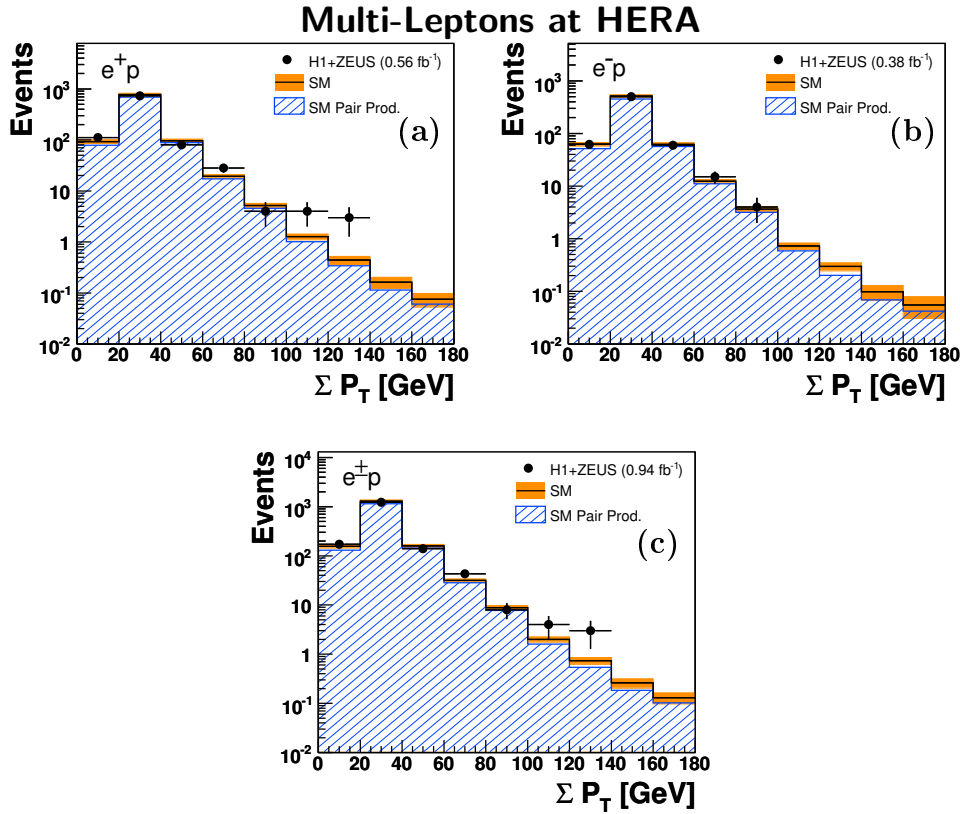 Multi-Leptons at HERA
Events
e⁺p
H1+ZEUS (0.56 fb⁻¹)
SM
SM Pair Prod.
(a)
10³
10²
10
1
10⁻¹
10⁻²
0 20 40 60 80 100 120 140 160 180
Σ P_T [GeV]
Events
e⁻p
H1+ZEUS (0.38 fb⁻¹)
SM
SM Pair Prod.
(b)
10³
10²
10
1
10⁻¹
10⁻²
0 20 40 60 80 100 120 140 160 180
Σ P_T [GeV]
Events
e±p
H1+ZEUS (0.94 fb⁻¹)
SM
SM Pair Prod.
(c)
10⁴
10³
10²
10
1
10⁻¹
10⁻²
0 20 40 60 80 100 120 140 160 180
Σ P_T [GeV]